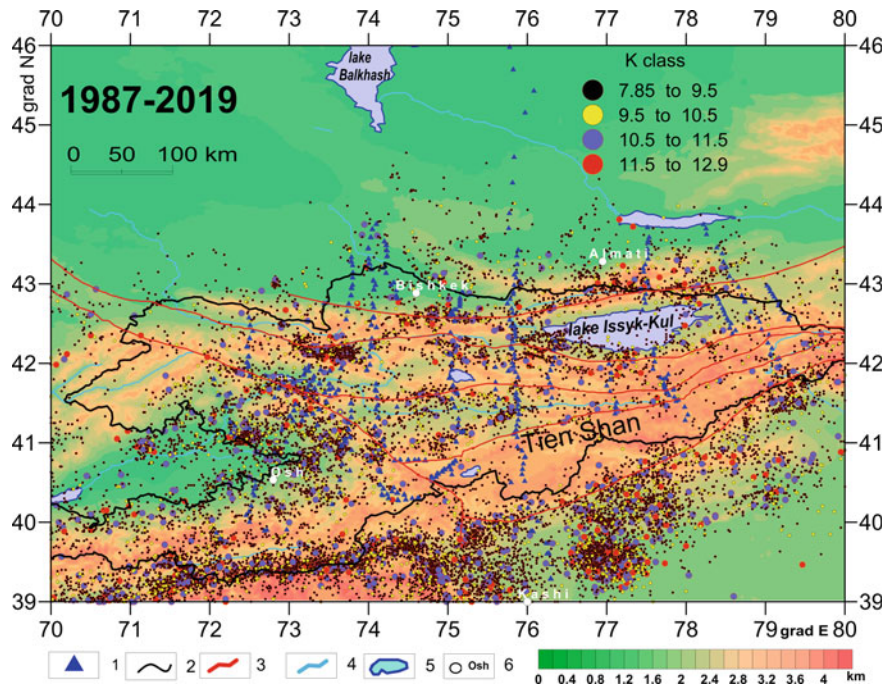 70 71 72 73 74 75 76 77 78 79 80
46 46
45 45
44 44
43 43
42 42
41 41
40 40
39 39
grad N
lake
Balkhash
1987-2019
0 50 100 km
K class
7.85 to 9.5
9.5 to 10.5
10.5 to 11.5
11.5 to 12.9
Almati
Bishkek
lake Issyk-Kul
Tien Shan
Osh
Kashi
70 71 72 73 74 75 76 77 78 79 grad E 80
1 2 3 4 5 Osh 6
0 0.8 1.2 1.6 2 2.4 2.8 3.2 3.6 4 km
0.4